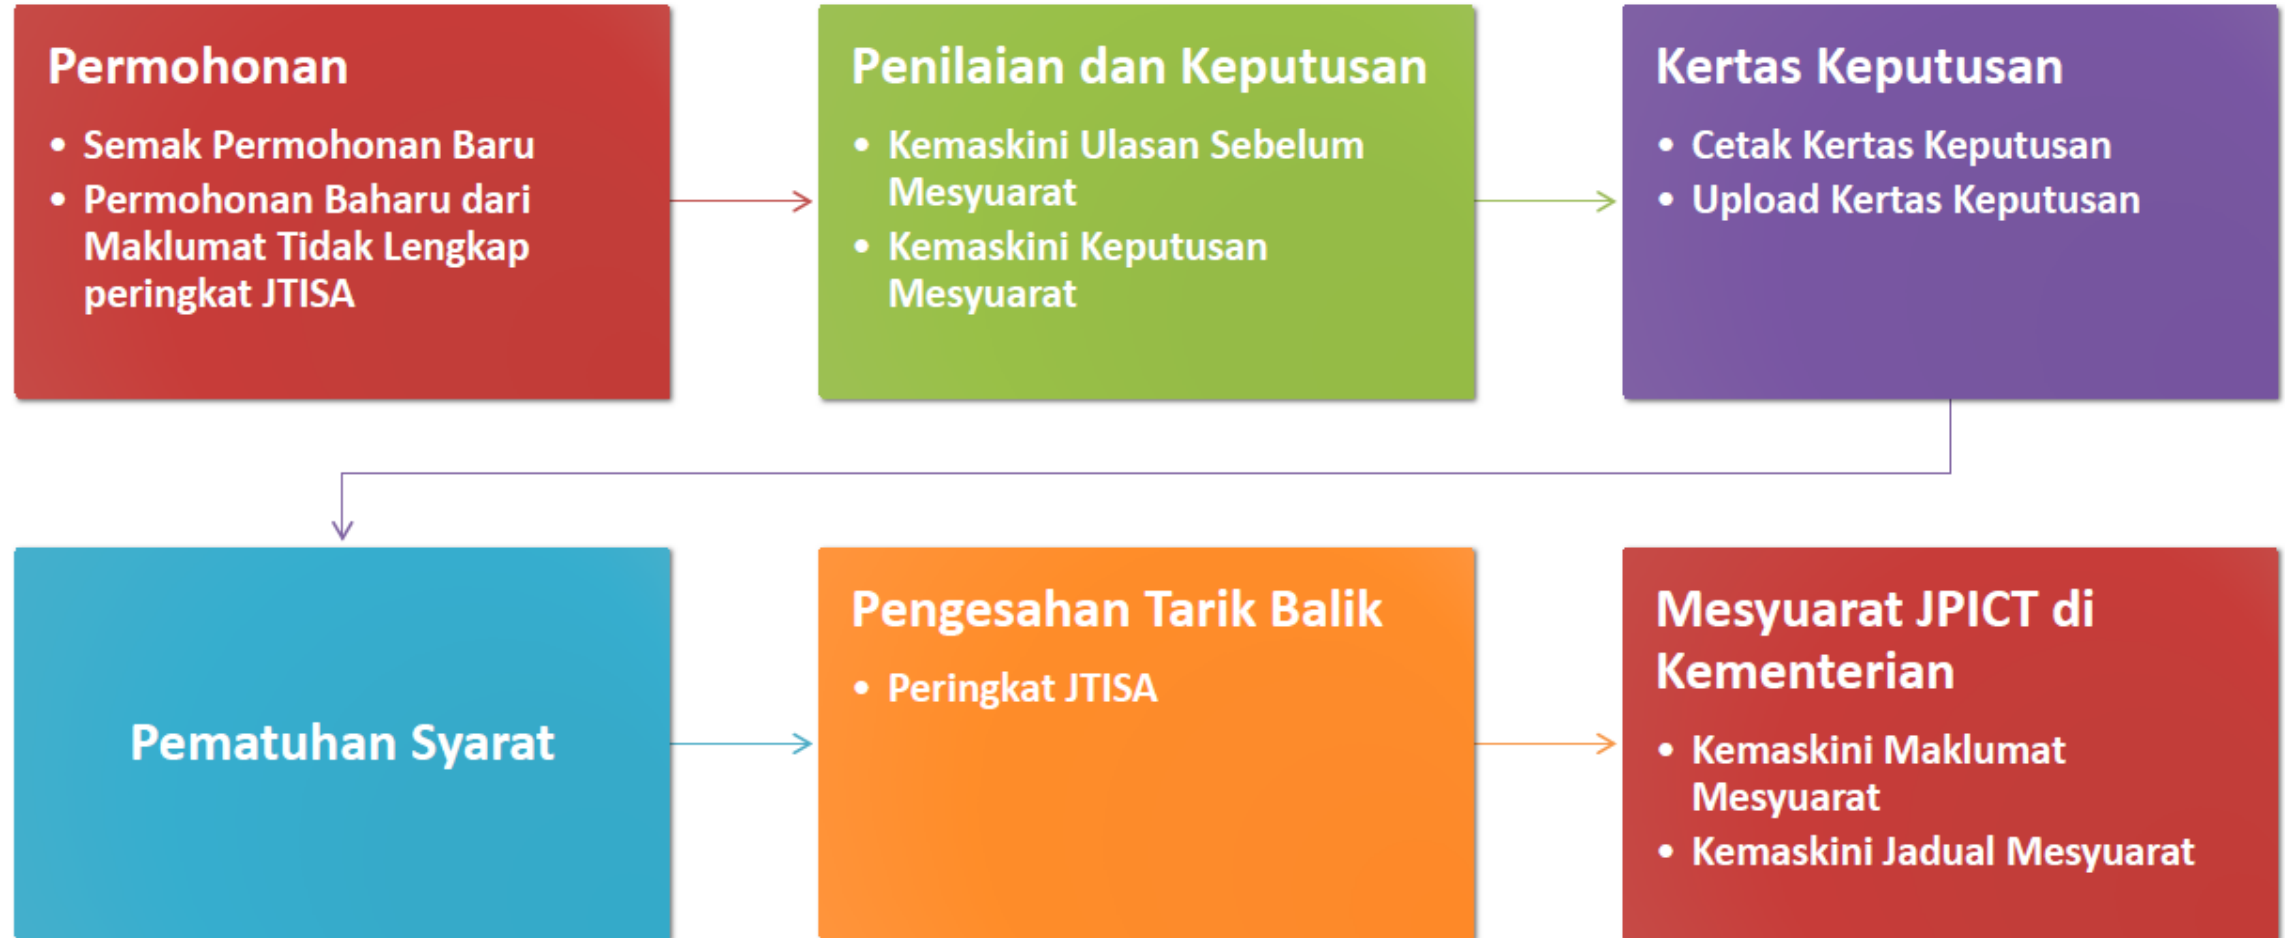 Permohonan
• Semak Permohonan Baru
• Permohonan Baharu dari
Maklumat Tidak Lengkap
peringkat JTISA
Penilaian dan Keputusan
• Kemaskini Ulasan Sebelum
Mesyuarat
• Kemaskini Keputusan
Mesyuarat
Kertas Keputusan
• Cetak Kertas Keputusan
• Upload Kertas Keputusan
Pematuhan Syarat
Pengesahan Tarik Balik
• Peringkat JTISA
Mesyuarat JPICT di
Kementerian
• Kemaskini Maklumat
Mesyuarat
• Kemaskini Jadual Mesyuarat